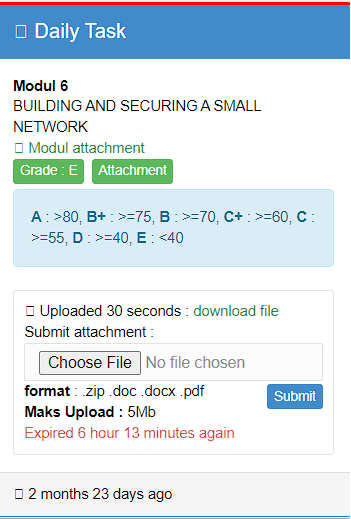 Daily Task
Modul 6
BUILDING AND SECURING A SMALL
NETWORK
Modul attachment
Grade : E Attachment
A : >80, B+ : >=75, B : >=70, C+ : >=60, C :
>=55, D : >=40, E : <40
Uploaded 30 seconds : download file
Submit attachment :
Choose File No file chosen
format : .zip .doc .docx .pdf
Submit
Maks Upload : 5Mb
Expired 6 hour 13 minutes again
2 months 23 days ago